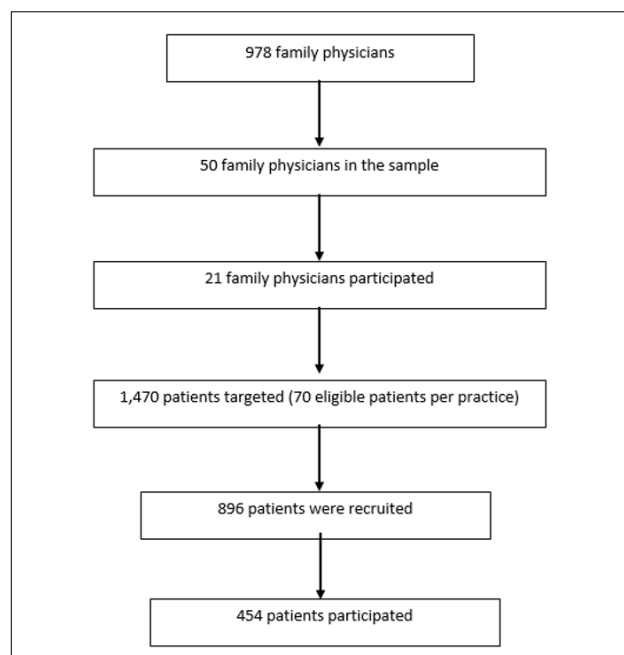 978 family physicians
50 family physicians in the sample
21 family physicians participated
1,470 patients targeted (70 eligible patients per practice)
896 patients were recruited
454 patients participated